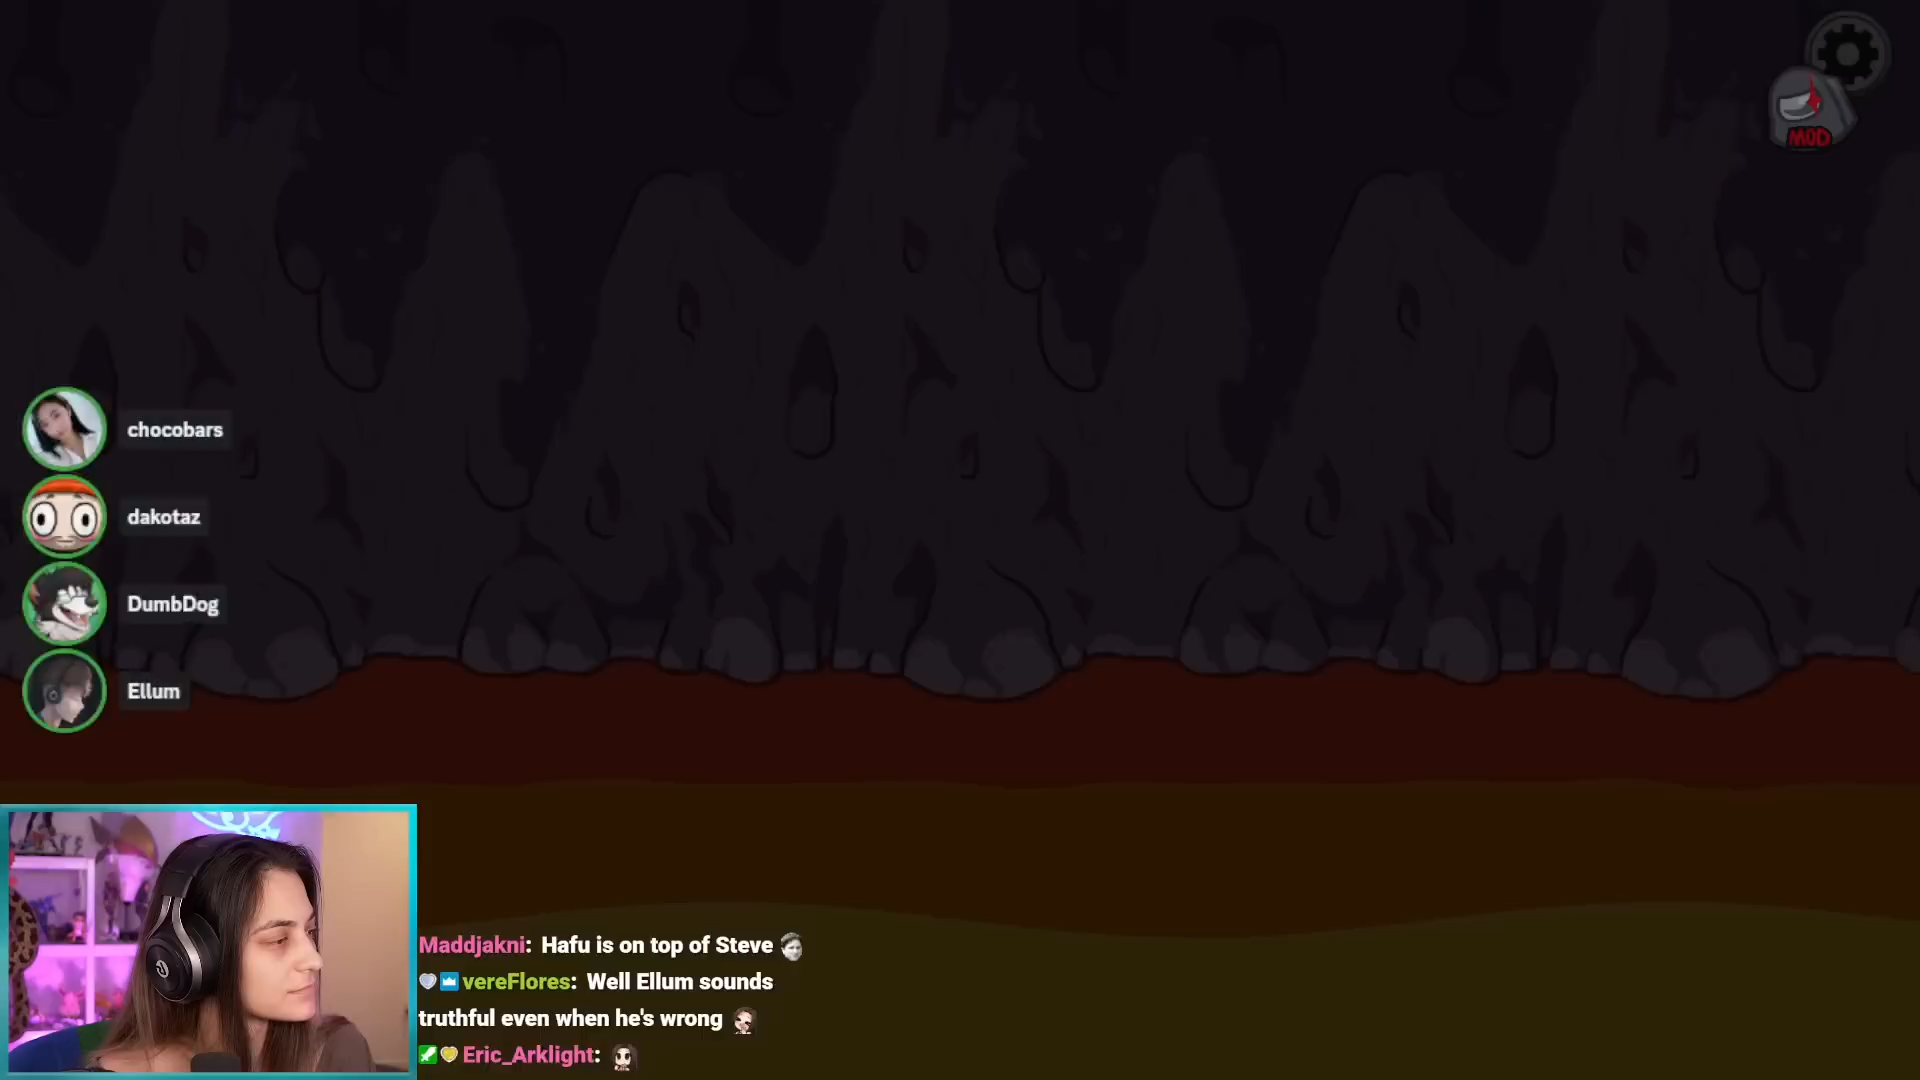 MOD
chocobars
dakotaz
DumbDog
Ellum
Maddjakni: Hafu is on top of Steve
vereFlores: Well Ellum sounds
truthful even when he's wrong
Eric_Arklight: